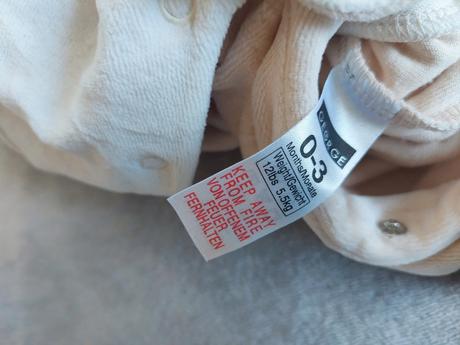 GEORGE
0-3
Months/Monate
Weight/Gewicht
12lbs 5.5kg
KEEP AWAY
FROM FIRE
VON OFFENEM
FEUER
FERNHALTEN